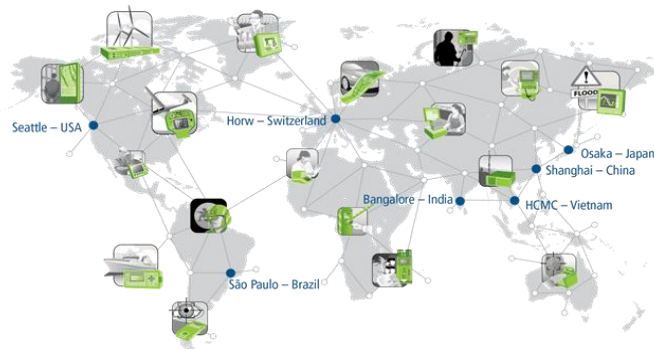 FLOOD
Seattle – USA
Horw – Switzerland
Osaka – Japan
Shanghai – China
Bangalore – India
HCMC – Vietnam
São Paulo – Brazil